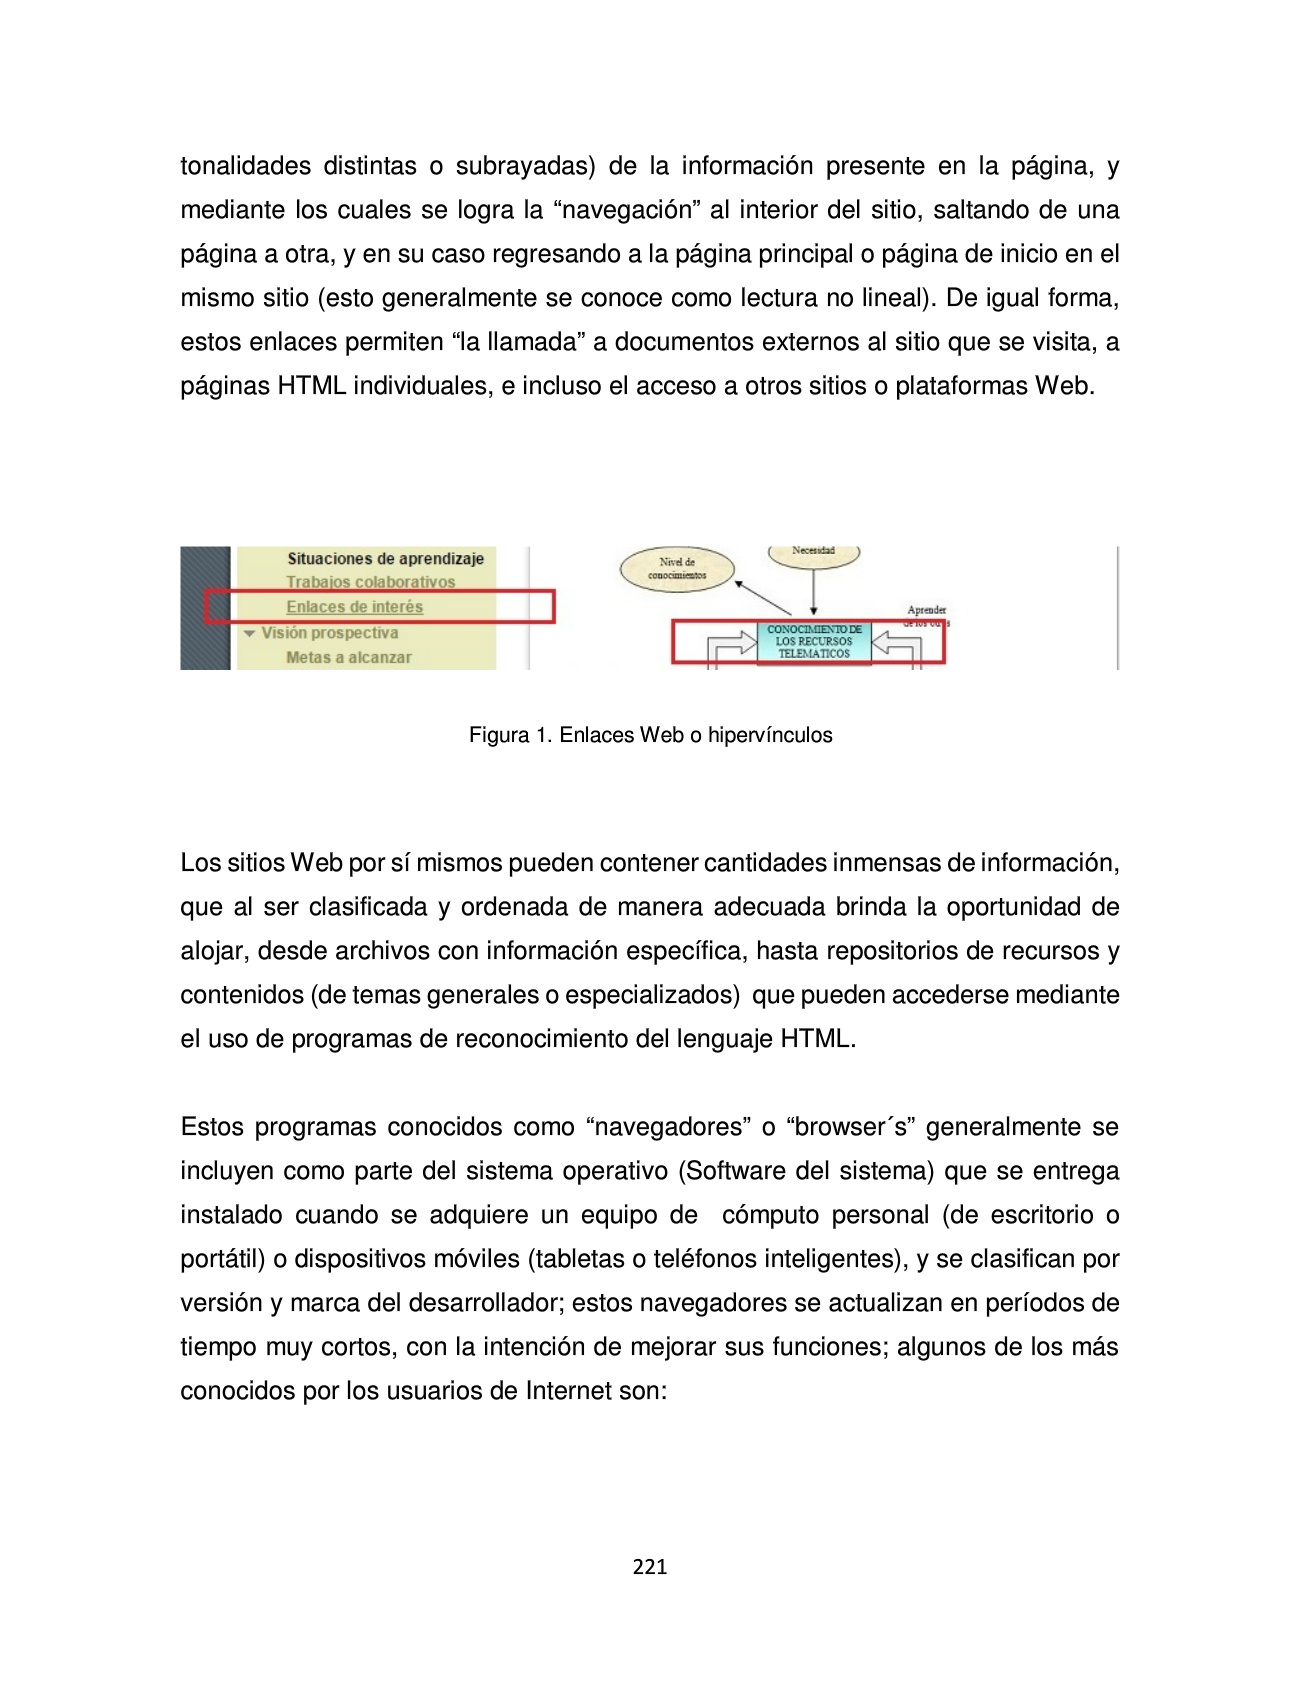 tonalidades distintas o subrayadas) de la información presente en la página, y
mediante los cuales se logra la “navegación” al interior del sitio, saltando de una
página a otra, y en su caso regresando a la página principal o página de inicio en el
mismo sitio (esto generalmente se conoce como lectura no lineal). De igual forma,
estos enlaces permiten “la llamada” a documentos externos al sitio que se visita, a
páginas HTML individuales, e incluso el acceso a otros sitios o plataformas Web.
Situaciones de aprendizaje
Trabajos colaborativos
Enlaces de interés
Visión prospectiva
Metas a alcanzar
Nivel de
conocimientos
Necesidad
Aprender
de los otros
CONOCIMIENTO DE
LOS RECURSOS
TELEMATICOS
Figura 1. Enlaces Web o hipervínculos
Los sitios Web por sí mismos pueden contener cantidades inmensas de información,
que al ser clasificada y ordenada de manera adecuada brinda la oportunidad de
alojar, desde archivos con información específica, hasta repositorios de recursos y
contenidos (de temas generales o especializados)  que pueden accederse mediante
el uso de programas de reconocimiento del lenguaje HTML.
Estos programas conocidos como “navegadores” o “browser´s” generalmente se
incluyen como parte del sistema operativo (Software del sistema) que se entrega
instalado cuando se adquiere un equipo de  cómputo personal (de escritorio o
portátil) o dispositivos móviles (tabletas o teléfonos inteligentes), y se clasifican por
versión y marca del desarrollador; estos navegadores se actualizan en períodos de
tiempo muy cortos, con la intención de mejorar sus funciones; algunos de los más
conocidos por los usuarios de Internet son:
221